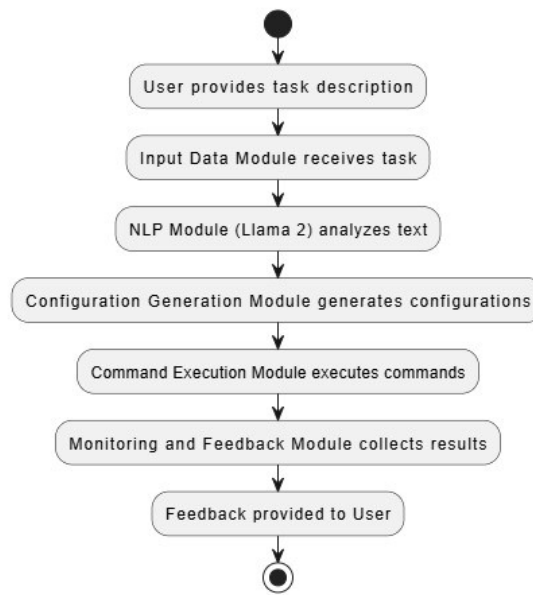 User provides task description
Input Data Module receives task
NLP Module (Llama 2) analyzes text
Configuration Generation Module generates configurations
Command Execution Module executes commands
Monitoring and Feedback Module collects results
Feedback provided to User